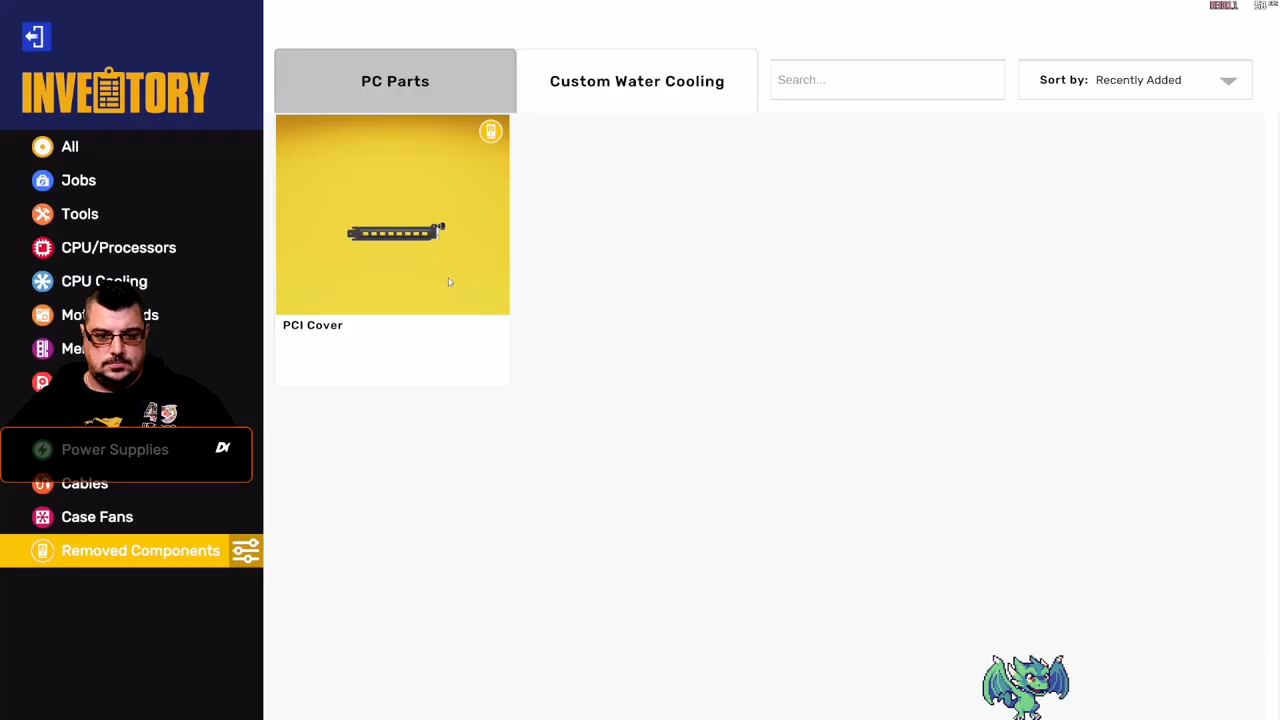 INVENTORY
PC Parts
Custom Water Cooling
Search...
Sort by: Recently Added
All
Jobs
Tools
CPU/Processors
CPU Cooling
PCI Cover
Power Supplies
Cables
Case Fans
Removed Components